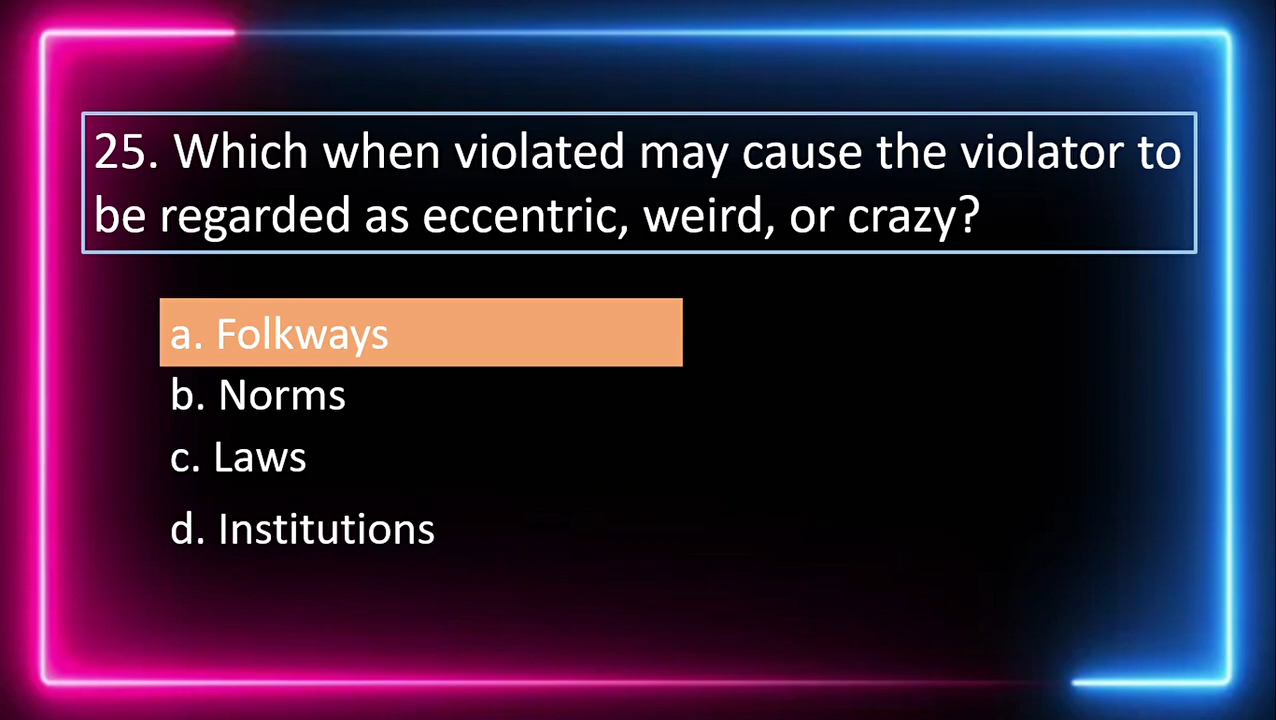 25. Which when violated may cause the violator to
be regarded as eccentric, weird, or crazy?
a. Folkways
b. Norms
c. Laws
d. Institutions